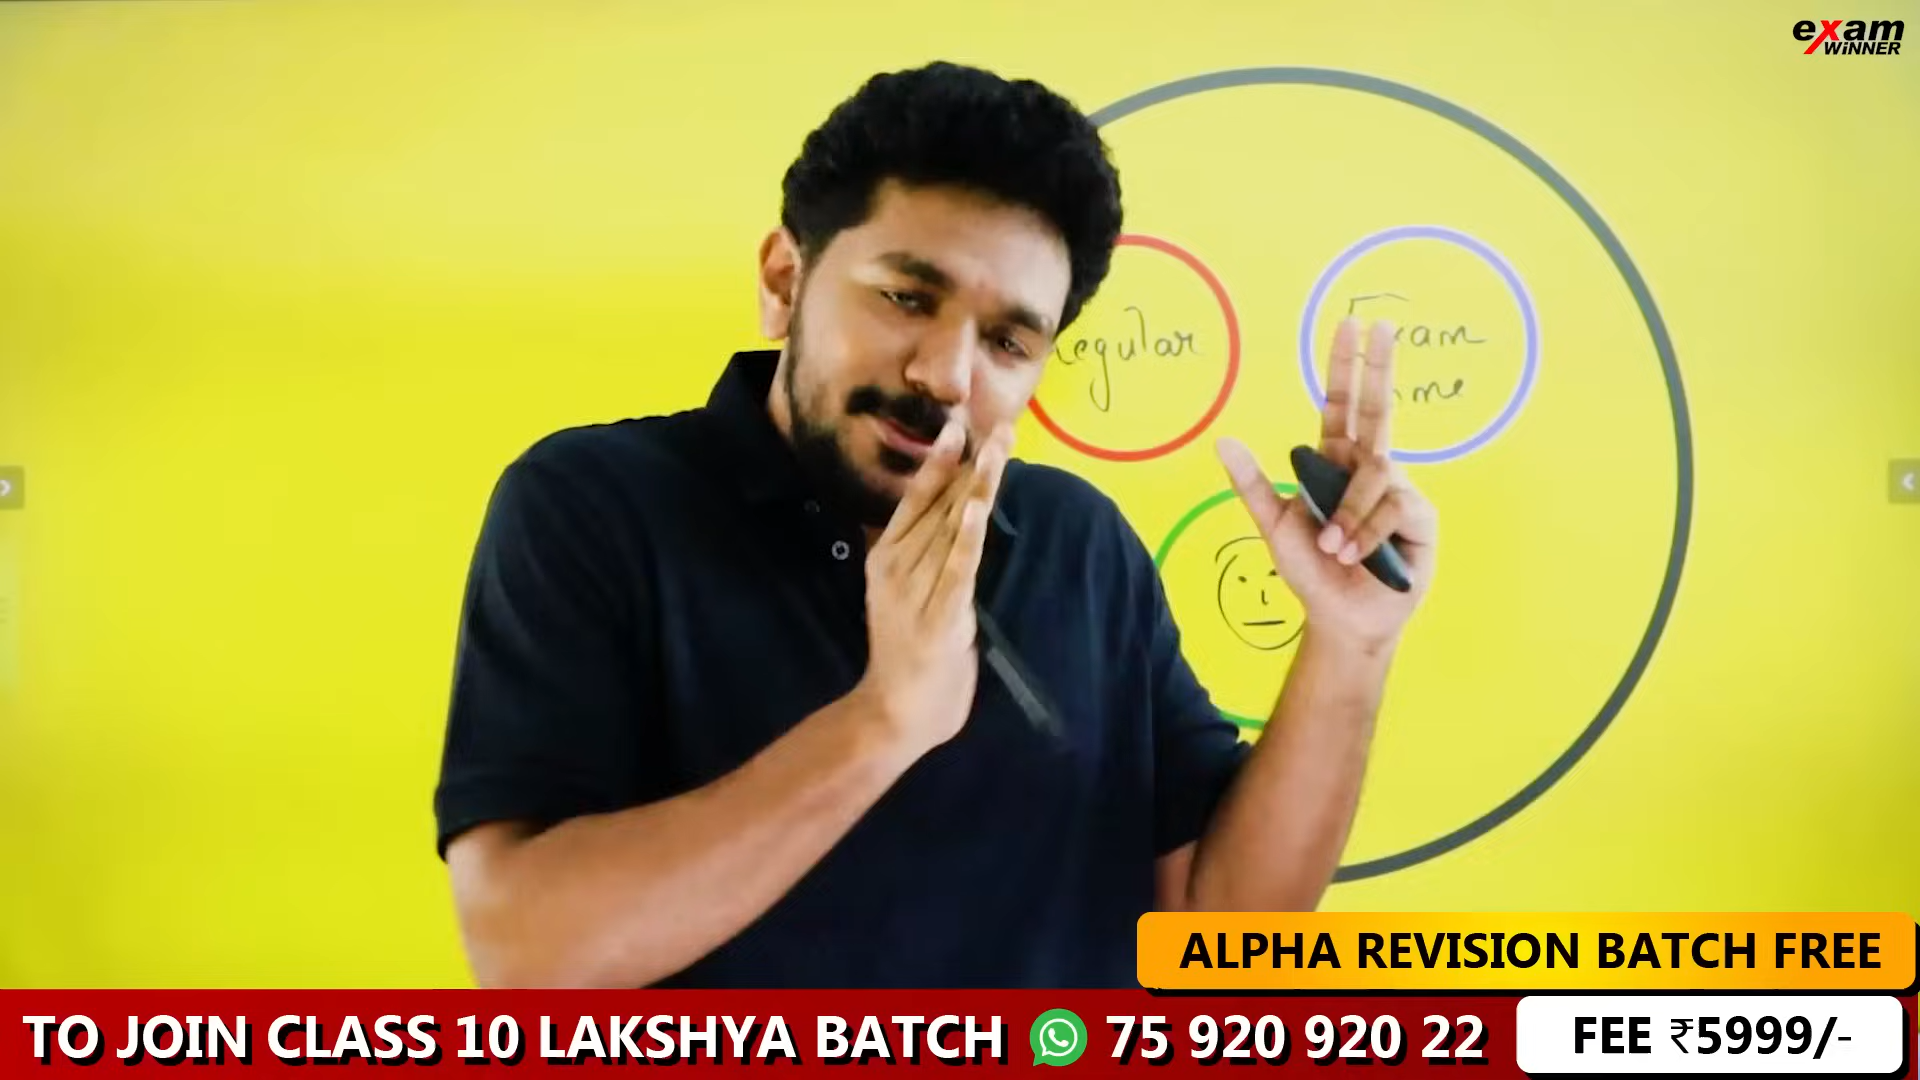 exam
WiNNER
egular
Exam
me
ALPHA REVISION BATCH FREE
TO JOIN CLASS 10 LAKSHYA BATCH 75 920 920 22 FEE ₹5999/-